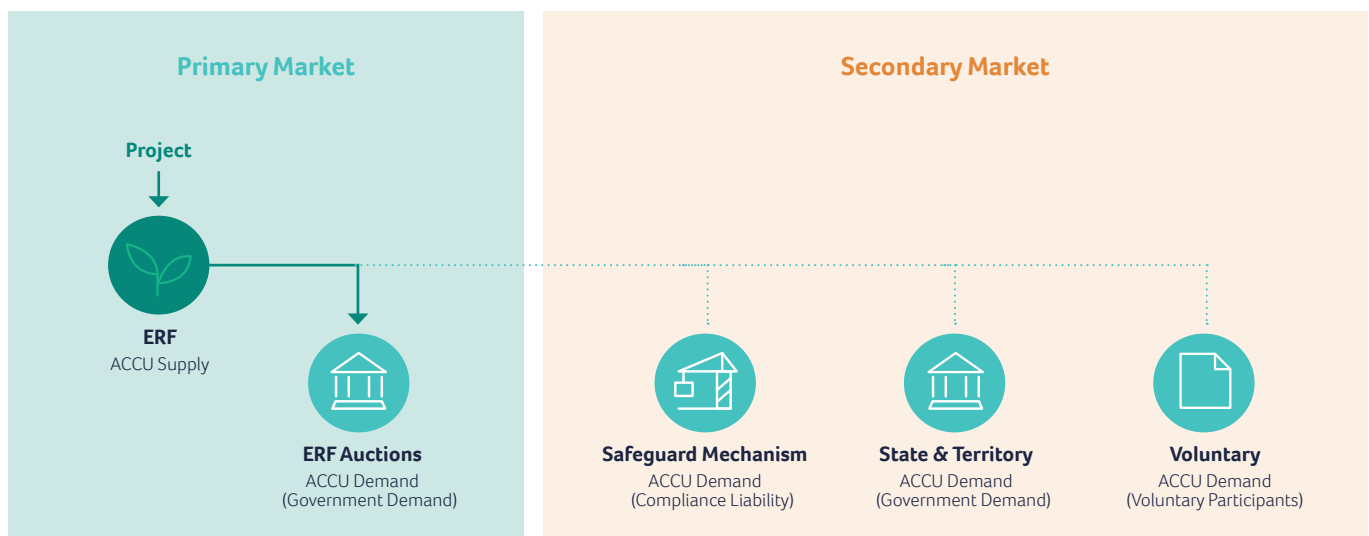 Primary Market
Project
ERF
ACCU Supply
ERF Auctions
ACCU Demand
(Government Demand)
Secondary Market
Safeguard Mechanism
ACCU Demand
(Compliance Liability)
State & Territory
ACCU Demand
(Government Demand)
Voluntary
ACCU Demand
(Voluntary Participants)